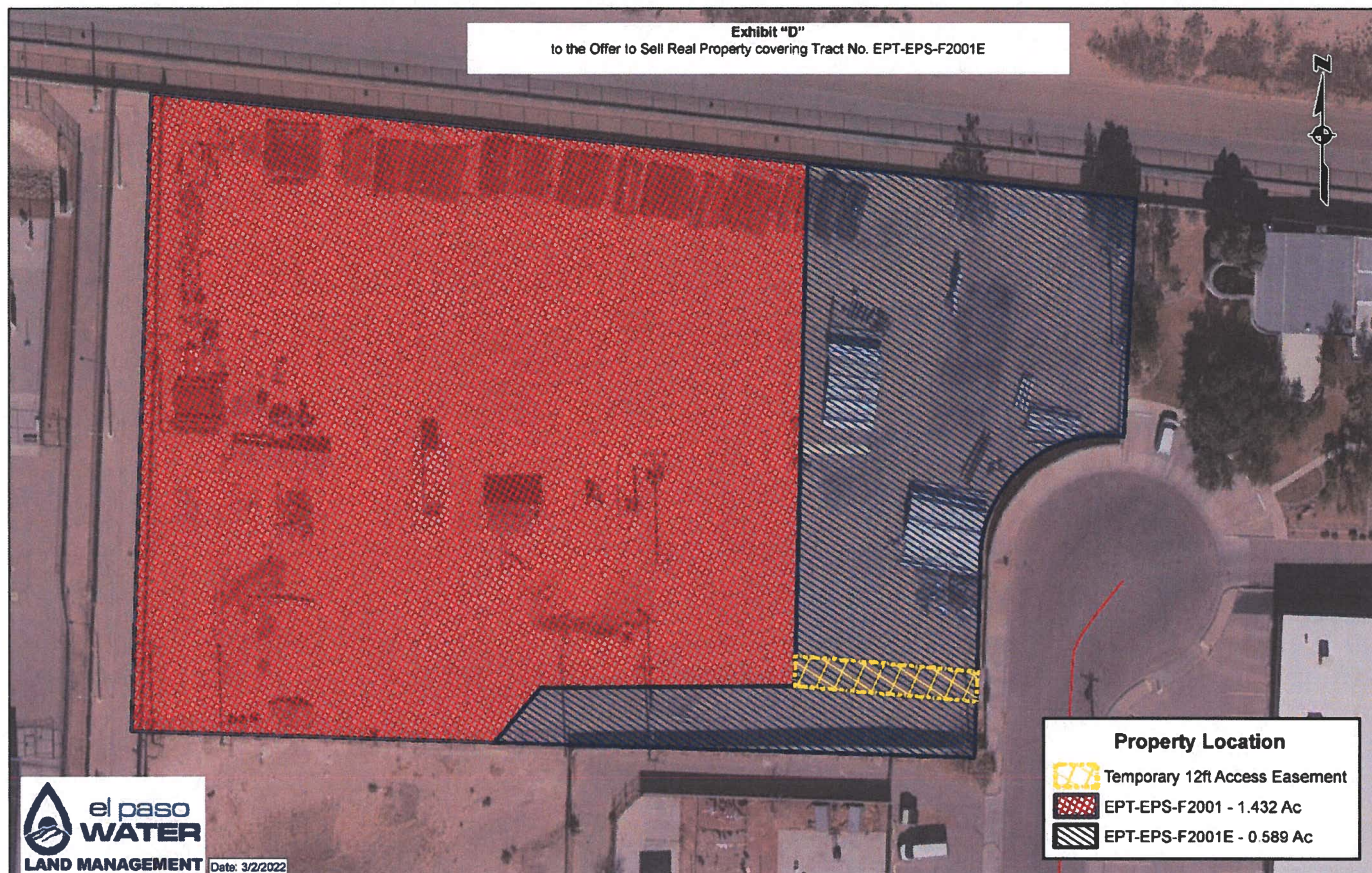 Exhibit "D"
to the Offer to Sell Real Property covering Tract No. EPT-EPS-F2001E
N
Property Location
Temporary 12ft Access Easement
EPT-EPS-F2001 - 1.432 Ac
EPT-EPS-F2001E - 0.589 Ac
el paso
WATER
LAND MANAGEMENT
Date: 3/2/2022